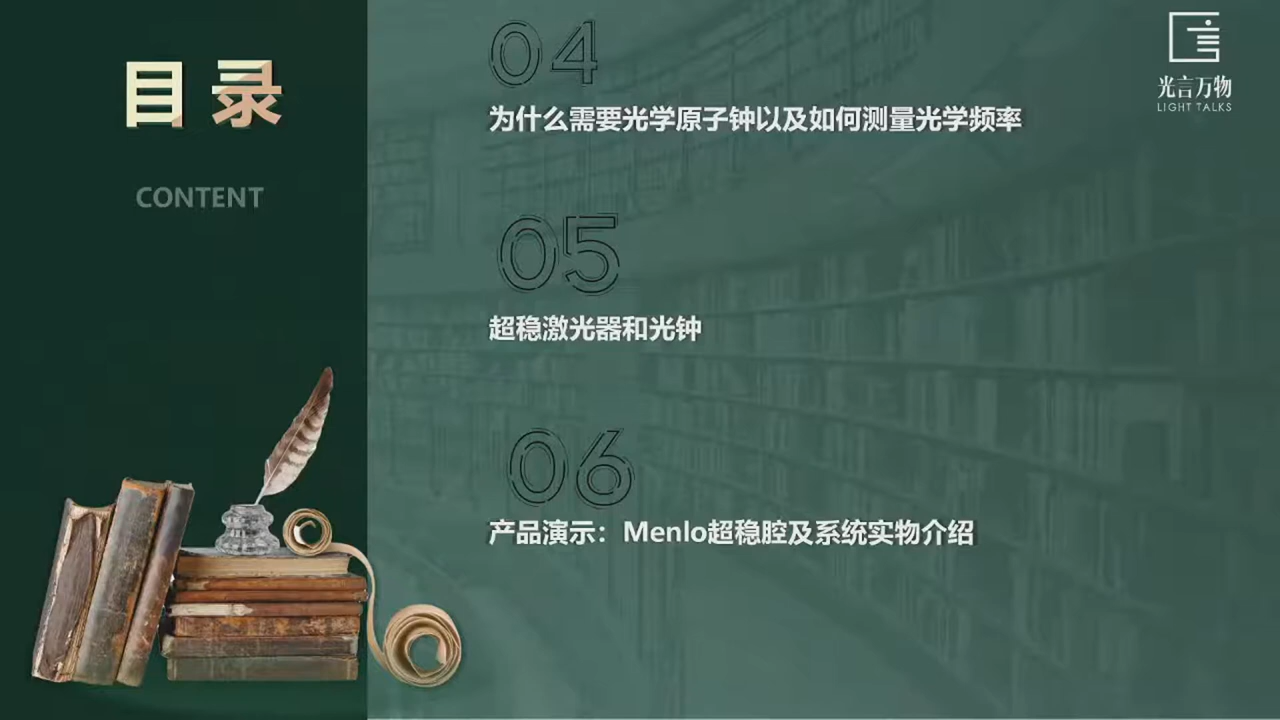 目录
CONTENT
04
为什么需要光学原子钟以及如何测量光学频率
05
超稳激光器和光钟
06
产品演示：Menlo超稳腔及系统实物介绍
光言万物
LIGHT TALKS